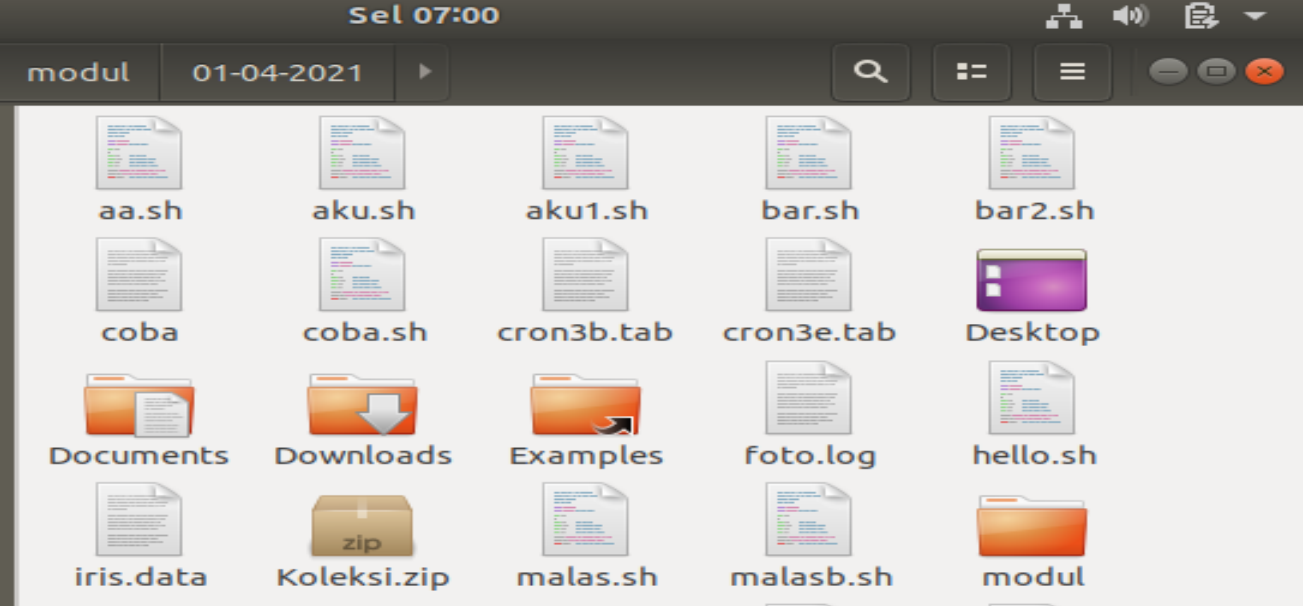 Sel 07:00
modul 01-04-2021
aa.sh aku.sh aku1.sh bar.sh bar2.sh
coba coba.sh cron3b.tab cron3e.tab Desktop
Documents Downloads Examples foto.log hello.sh
zip
iris.data Koleksi.zip malas.sh malasb.sh modul